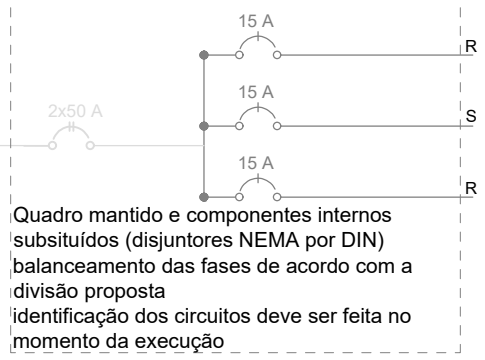 15 A
R
15 A
S
2x50 A
15 A
R
Quadro mantido e componentes internos
subsituídos (disjuntores NEMA por DIN)
balanceamento das fases de acordo com a
divisão proposta
identificação dos circuitos deve ser feita no
momento da execução